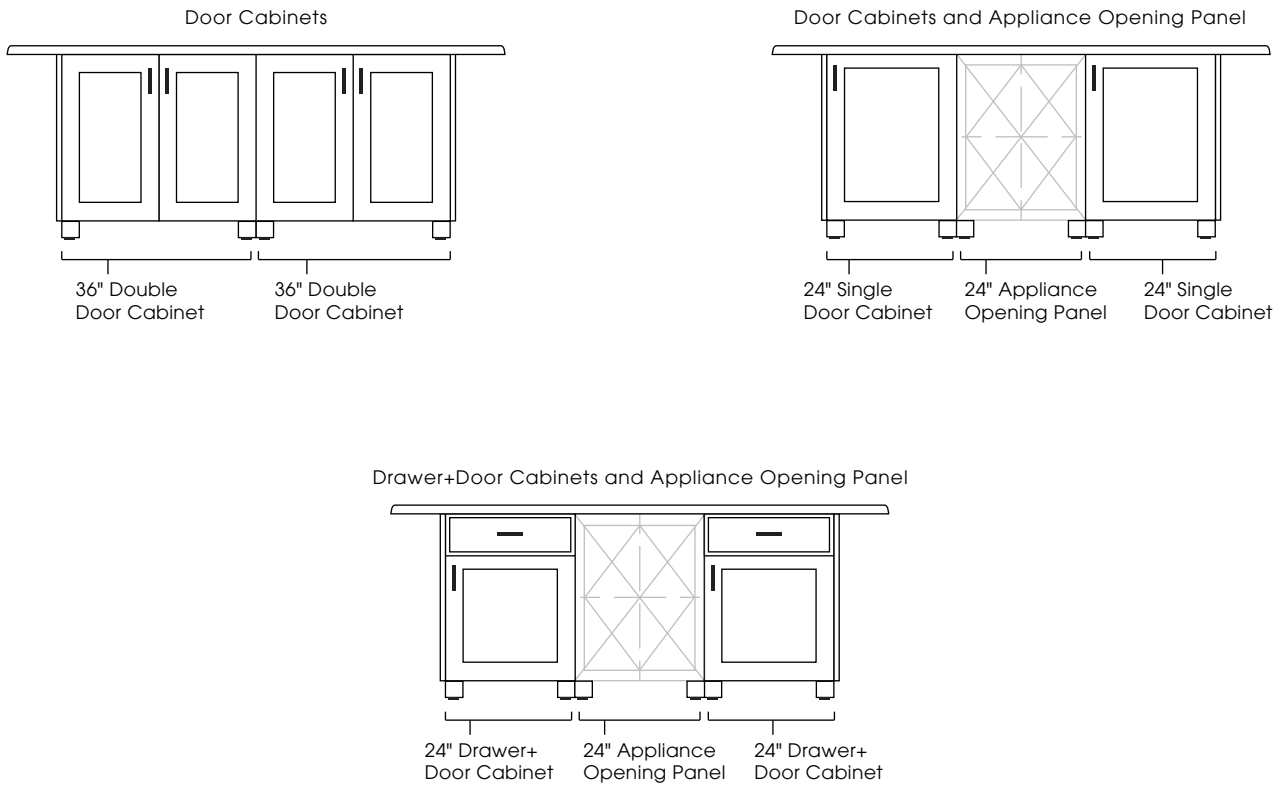 Door Cabinets
36" Double
Door Cabinet
36" Double
Door Cabinet
Door Cabinets and Appliance Opening Panel
24" Single
Door Cabinet
24" Appliance
Opening Panel
24" Single
Door Cabinet
Drawer+Door Cabinets and Appliance Opening Panel
24" Drawer+
Door Cabinet
24" Appliance
Opening Panel
24" Drawer+
Door Cabinet